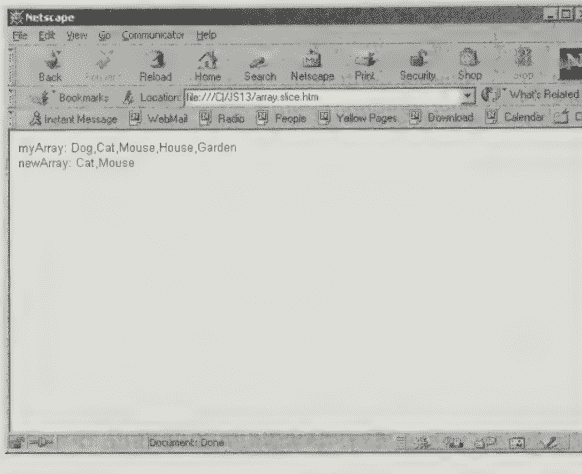 Netscape
File Edit View Go Communicator Help
Back Reload Home Search Netscape Print Security Shop Stop N
Bookmarks Location: file:///C|/JS13/array.slice.htm What's Related
Instant Message WebMail Radio People Yellow Pages Download Calendar C
myArray: Dog,Cat,Mouse,House,Garden
newArray: Cat,Mouse
Document: Done